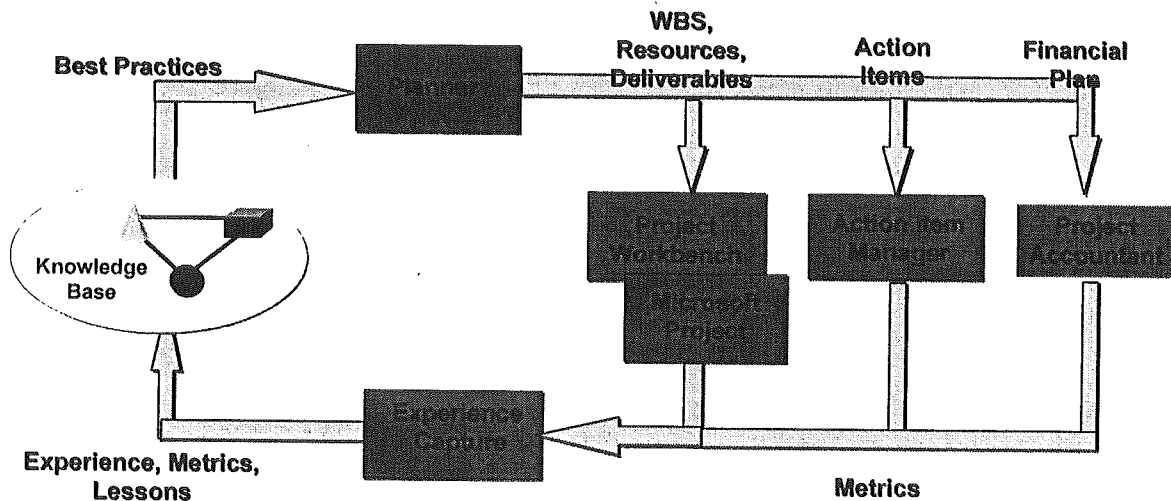 WBS,
Resources,
Deliverables
Action
Items
Financial
Plan
Best Practices
Planner
Knowledge
Base
Project
Workbench
Microsoft
Project
Action Item
Manager
Project
Accountant
Experience
Capture
Experience, Metrics,
Lessons
Metrics